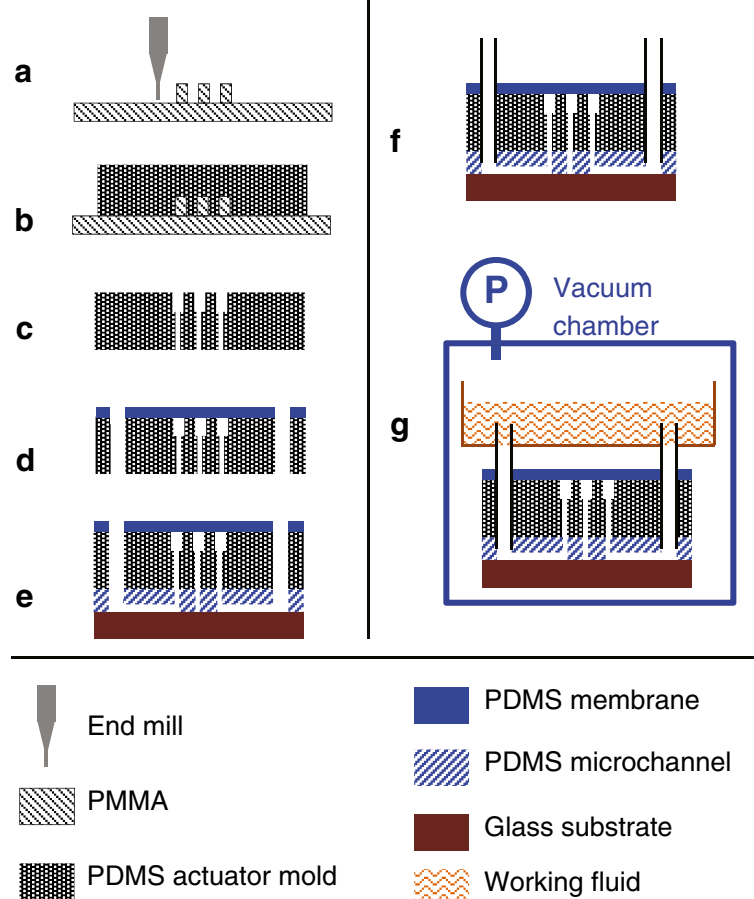 a
b
c
d
e
f
P
Vacuum
chamber
g
End mill
PMMA
PDMS actuator mold
PDMS membrane
PDMS microchannel
Glass substrate
Working fluid